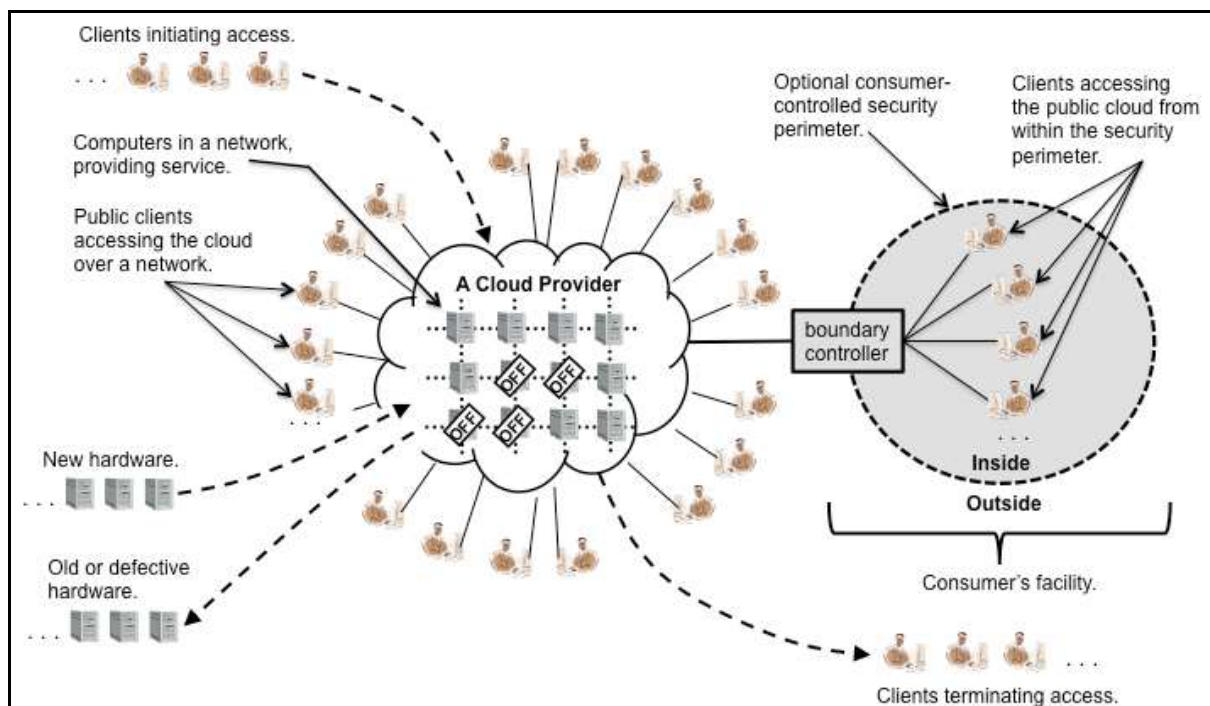 Clients initiating access.
. . .
Computers in a network,
providing service.
Public clients
accessing the cloud
over a network.
. . .
New hardware.
. . .
Old or defective
hardware.
. . .
A Cloud Provider
OFF
OFF
OFF
OFF
Optional consumer-
controlled security
perimeter.
Clients accessing
the public cloud from
within the security
perimeter.
boundary
controller
. . .
Inside
Outside
Consumer's facility.
. . .
Clients terminating access.